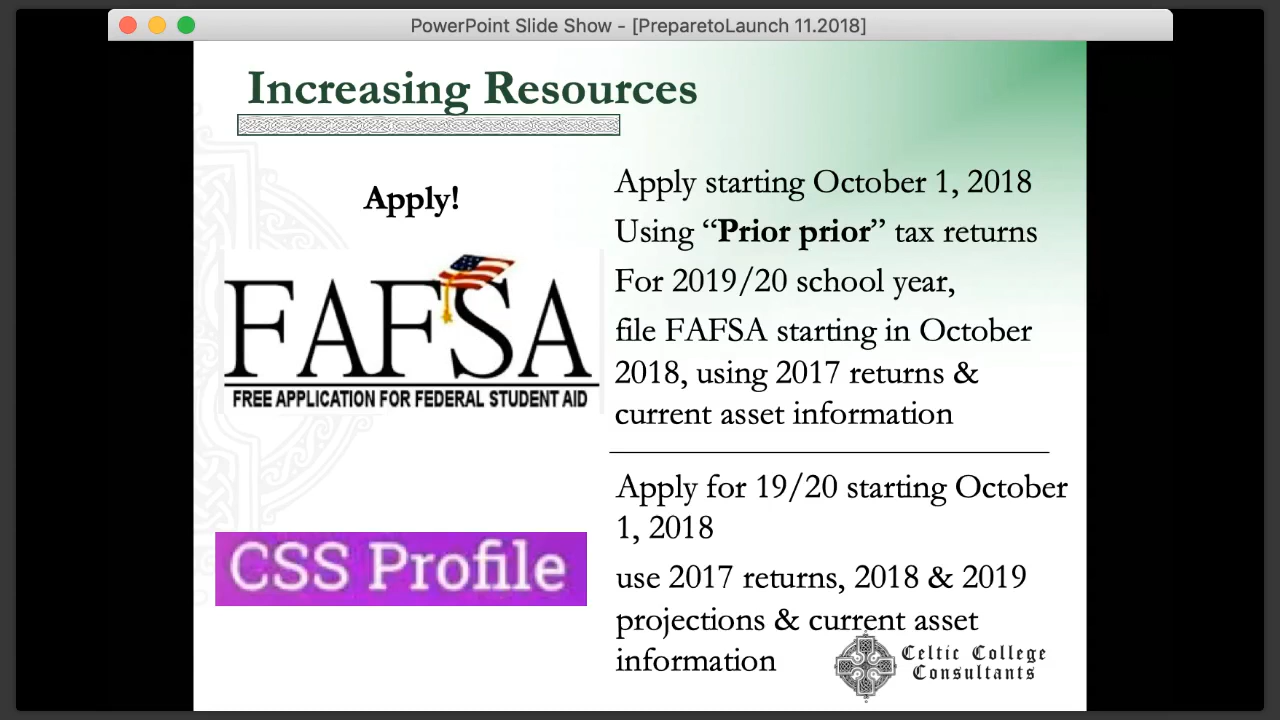 PowerPoint Slide Show - [PreparetoLaunch 11.2018]
Increasing Resources
Apply!
FAFSA
FREE APPLICATION FOR FEDERAL STUDENT AID
Apply starting October 1, 2018
Using “Prior prior” tax returns
For 2019/20 school year,
file FAFSA starting in October
2018, using 2017 returns &
current asset information
CSS Profile
Apply for 19/20 starting October
1, 2018
use 2017 returns, 2018 & 2019
projections & current asset
information
Celtic College
Consultants